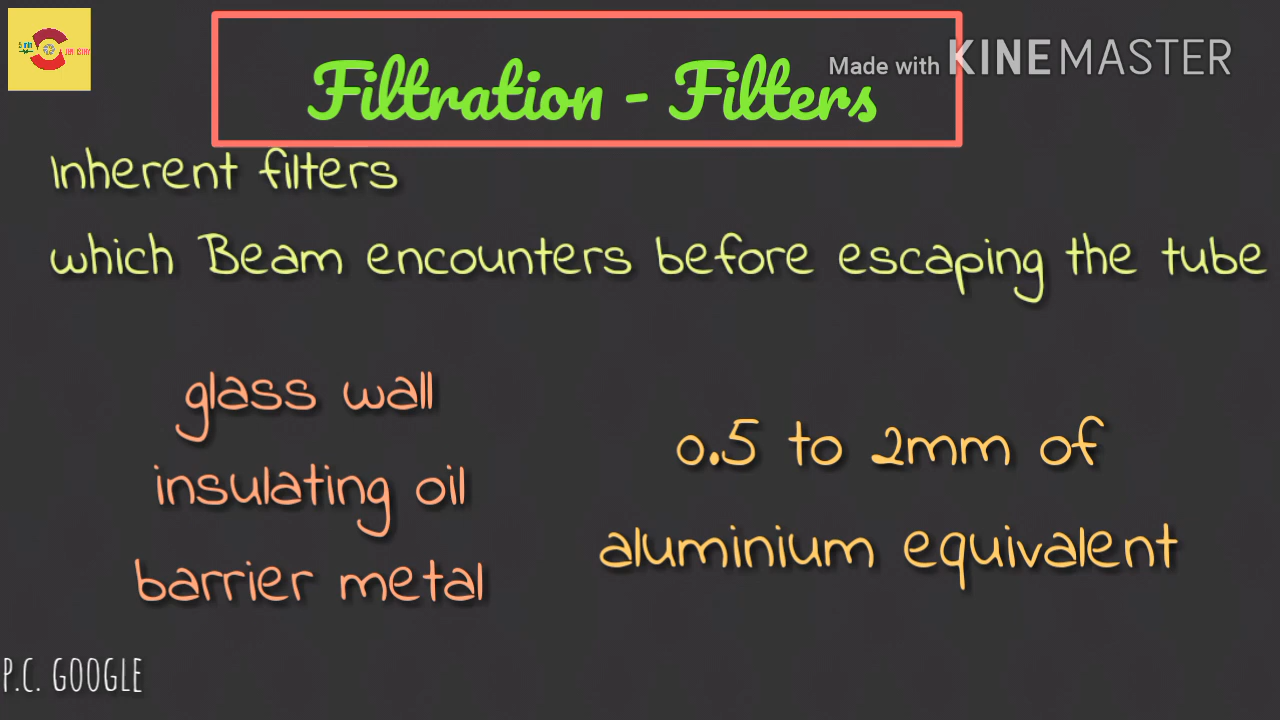 Filtration - Filters
Made with KINEMASTER
Inherent filters
which Beam encounters before escaping the tube
glass wall
insulating oil
barrier metal
0.5 to 2mm of
aluminium equivalent
P.C. GOOGLE